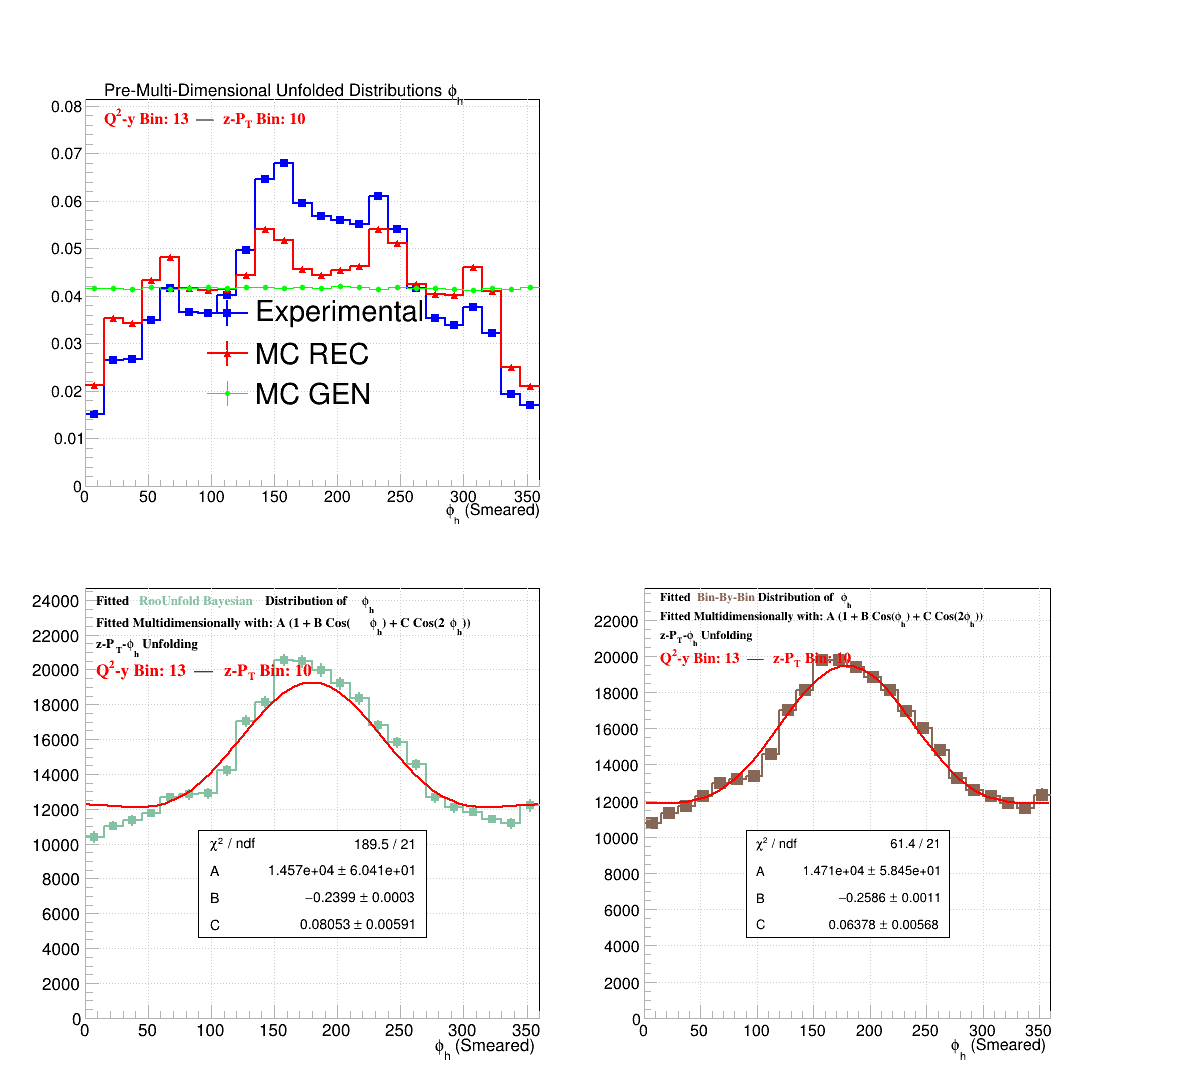 Pre-Multi-Dimensional Unfolded Distributions ϕh
Q2-y Bin: 13 — z-PT Bin: 10
0.08
0.07
0.06
0.05
0.04
0.03
0.02
0.01
0
Experimental
MC REC
MC GEN
0 50 100 150 200 250 300 350
ϕh (Smeared)
Fitted RooUnfold Bayesian Distribution of ϕh
Fitted Multidimensionally with: A (1 + B Cos( ϕh) + C Cos(2 ϕh))
z-PT-ϕh Unfolding
Q2-y Bin: 13 — z-PT Bin: 10
24000
22000
20000
18000
16000
14000
12000
10000
8000
6000
4000
2000
0
χ2 / ndf 189.5 / 21
A 1.457e+04 ± 6.041e+01
B −0.2399 ± 0.0003
C 0.08053 ± 0.00591
0 50 100 150 200 250 300 350
ϕh (Smeared)
Fitted Bin-By-Bin Distribution of ϕh
Fitted Multidimensionally with: A (1 + B Cos(ϕh) + C Cos(2ϕh))
z-PT-ϕh Unfolding
Q2-y Bin: 13 — z-PT Bin: 10
22000
20000
18000
16000
14000
12000
10000
8000
6000
4000
2000
0
χ2 / ndf 61.4 / 21
A 1.471e+04 ± 5.845e+01
B −0.2586 ± 0.0011
C 0.06378 ± 0.00568
0 50 100 150 200 250 300 350
ϕh (Smeared)